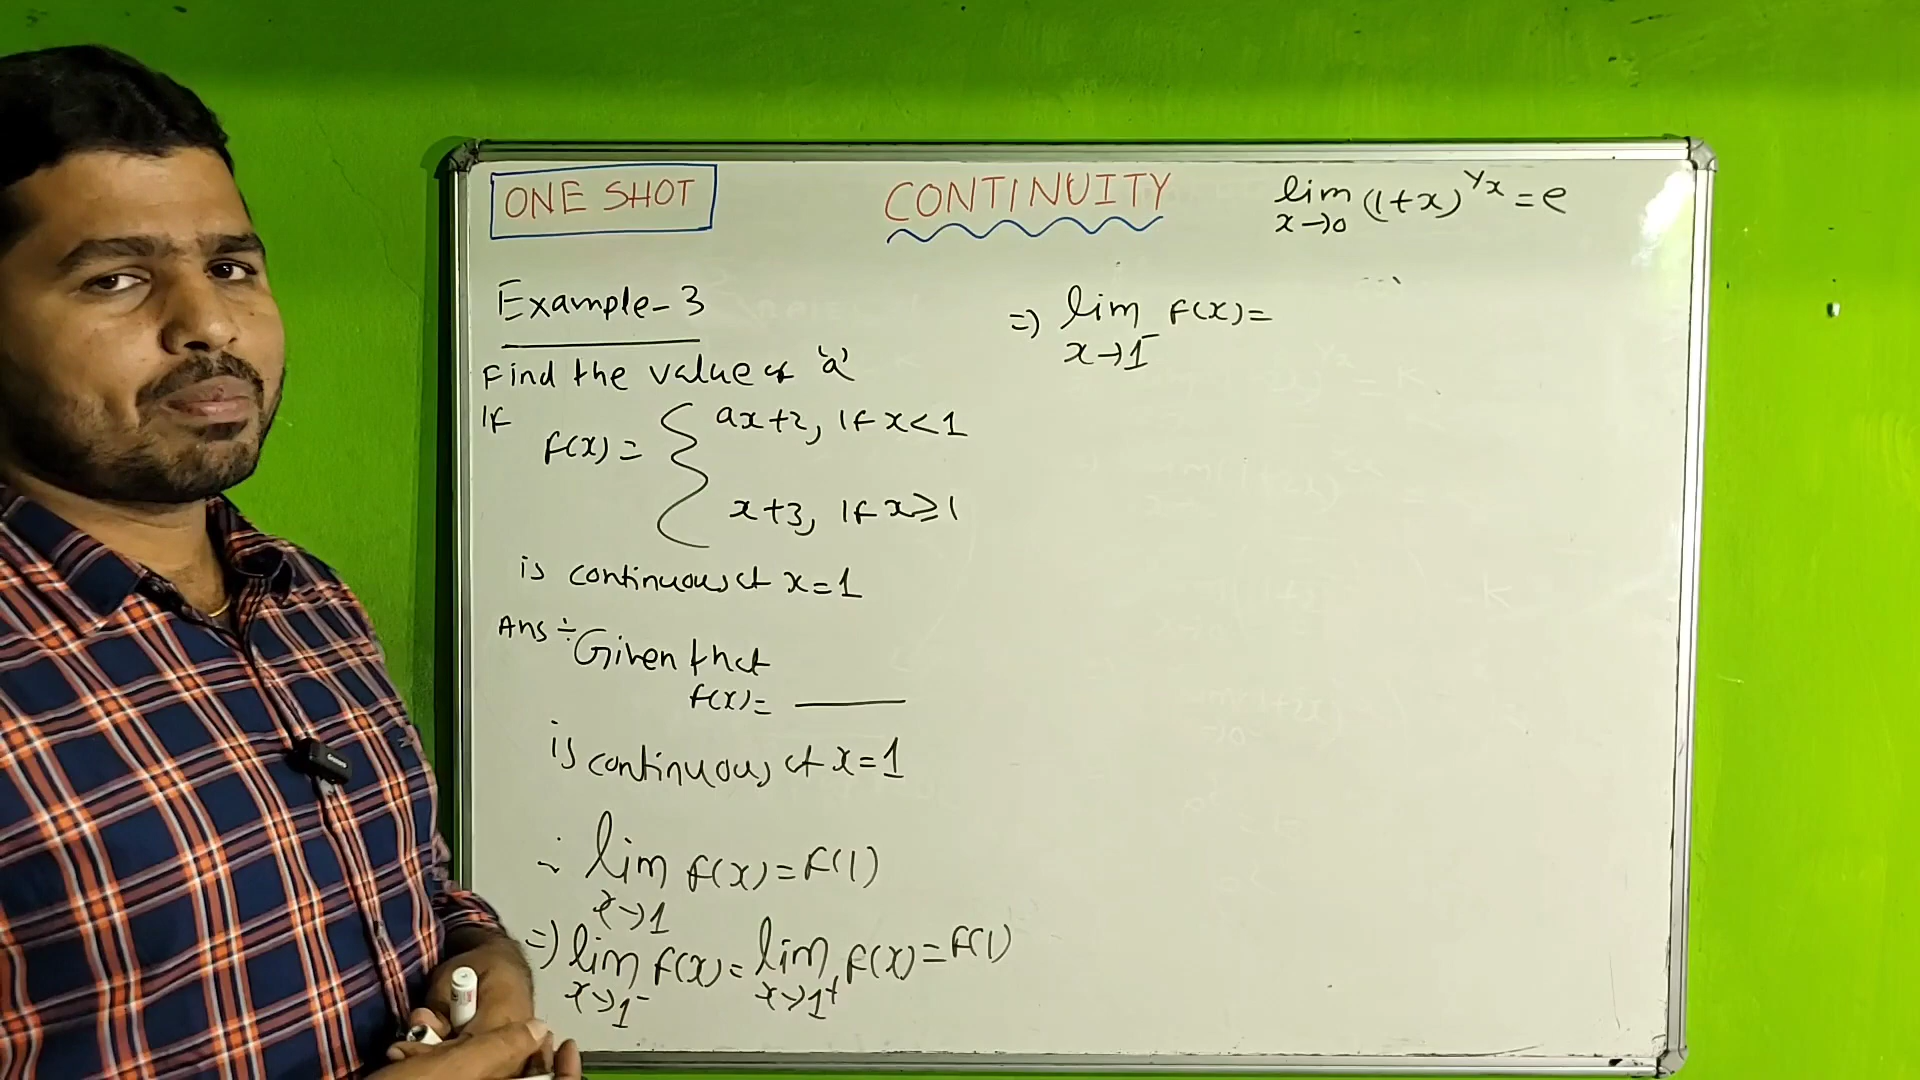 ONE SHOT
CONTINUITY
lim (1+x)^1/x = e
x→0
Example-3
Find the value of 'a'
If
f(x) = { ax+2, if x<1
x+3, if x≥1
is continuous at x=1
Ans ÷ Given that
f(x)= ———
is continuous at x=1
∴ lim f(x)=f(1)
x→1
⇒ lim f(x) = lim f(x) = f(1)
x→1⁻ x→1⁺
⇒ lim f(x)=
x→1⁻